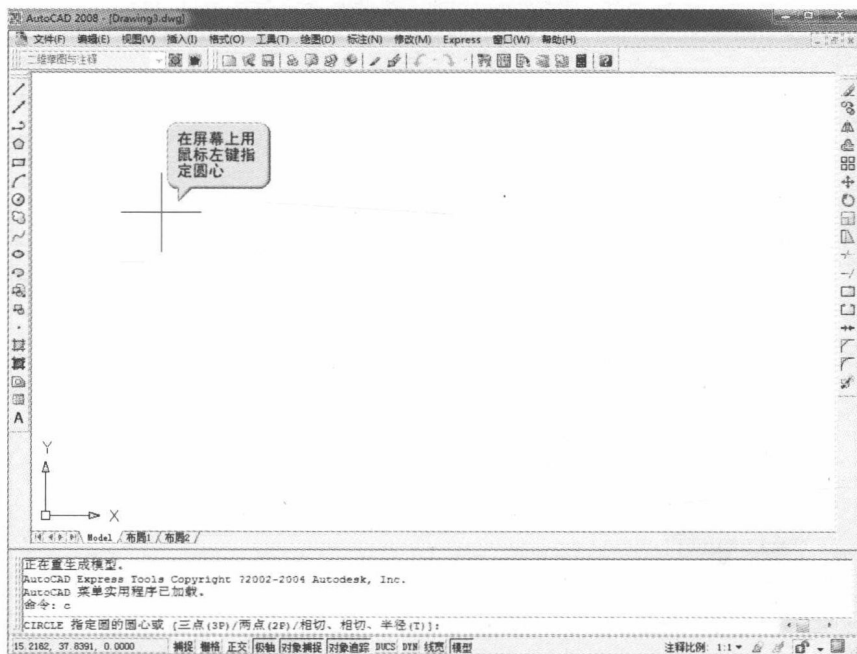 AutoCAD 2008 - [Drawing3.dwg]
文件(F) 编辑(E) 视图(V) 插入(I) 格式(O) 工具(T) 绘图(D) 标注(N) 修改(M) Express 窗口(W) 帮助(H)
二维草图与注释
在屏幕上用
鼠标左键指
定圆心
A
Y
X
Model 布局1 布局2
正在重生成模型。
AutoCAD Express Tools Copyright ?2002-2004 Autodesk, Inc.
AutoCAD 菜单实用程序已加载。
命令: c
CIRCLE 指定圆的圆心或 [三点(3P)/两点(2P)/相切、相切、半径(T)]:
15.2162, 37.8391, 0.0000 捕捉 栅格 正交 极轴 对象捕捉 对象追踪 DUCS DYN 线宽 模型 注释比例: 1:1